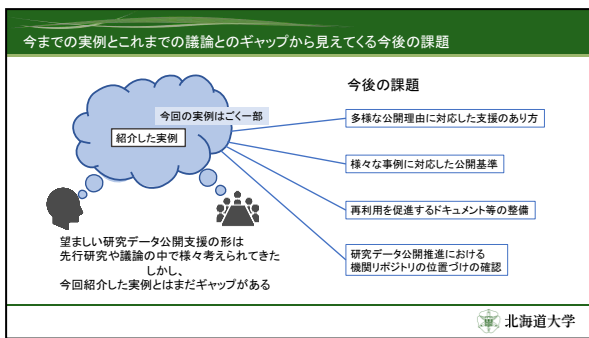 今までの実例とこれまでの議論とのギャップから見えてくる今後の課題
今後の課題
今回の実例はごく一部
紹介した実例
多様な公開理由に対応した支援のあり方
様々な事例に対応した公開基準
再利用を促進するドキュメント等の整備
研究データ公開推進における
機関リポジトリの位置づけの確認
望ましい研究データ公開支援の形は
先行研究や議論の中で様々考えられてきた
しかし、
今回紹介した実例とはまだギャップがある
北海道大学